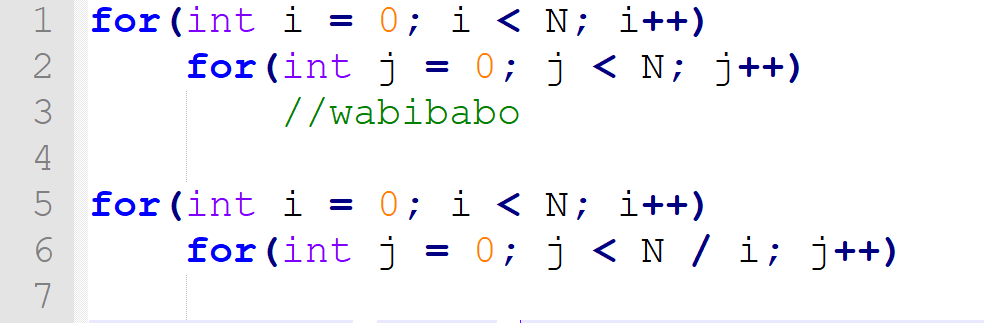 1 for(int i = 0; i < N; i++)
2 for(int j = 0; j < N; j++)
3 //wabibabo
4
5 for(int i = 0; i < N; i++)
6 for(int j = 0; j < N / i; j++)
7